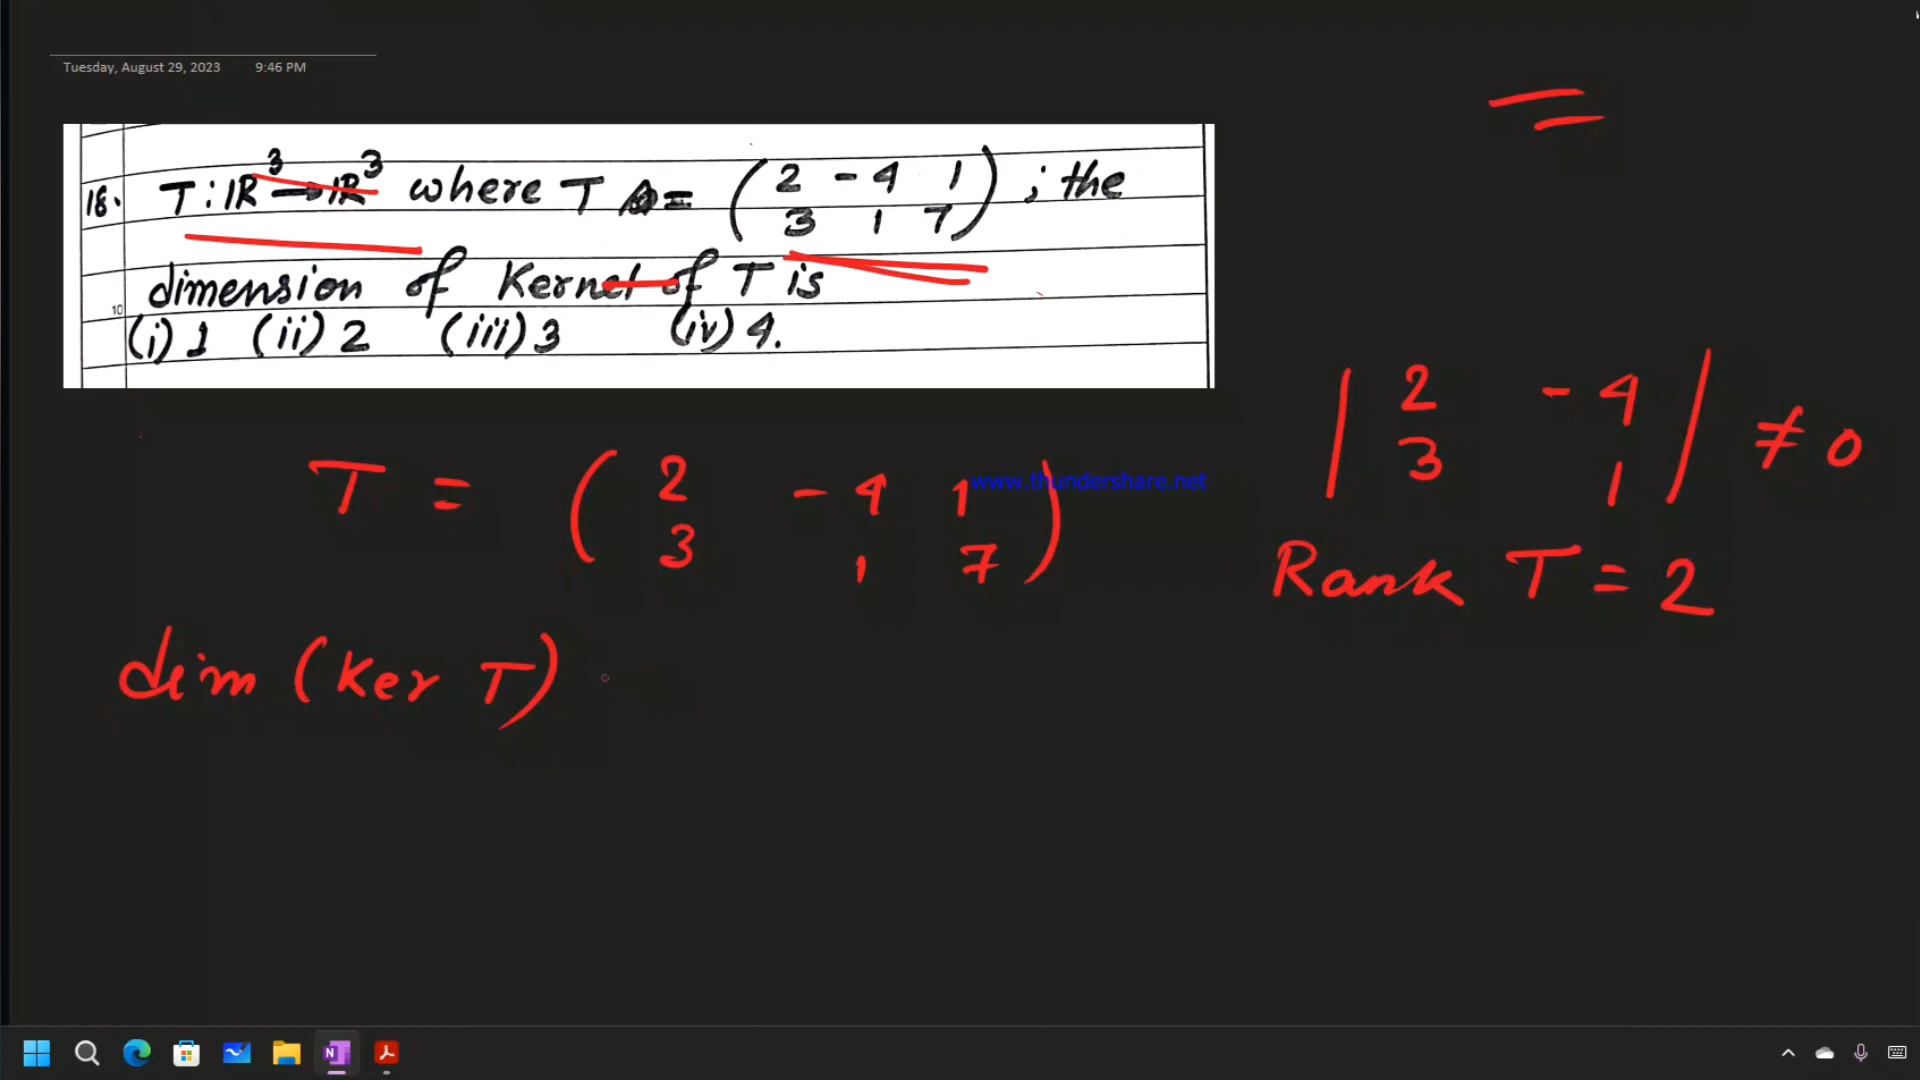 Tuesday, August 29, 2023 9:46 PM
18. T : ℝ³ → ℝ³ where T = ( 2 -4 1 ) ; the
3 1 7
dimension of Kernel of T is
10
(i) 1 (ii) 2 (iii) 3 (iv) 4.
| 2 -4 | ≠ 0
3 1
T = ( 2 -4 1 )
3 1 7
www.thundershare.net
Rank T = 2
dim (Ker T)